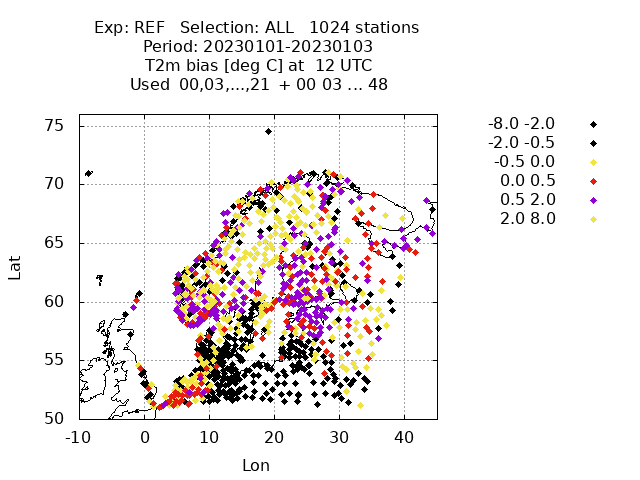 Exp: REF   Selection: ALL   1024 stations
Period: 20230101-20230103
T2m bias [deg C] at  12 UTC
Used  00,03,...,21  + 00 03 ... 48
-8.0 -2.0
-2.0 -0.5
-0.5 0.0
0.0 0.5
0.5 2.0
2.0 8.0
75
70
65
60
55
50
Lat
-10 0 10 20 30 40
Lon